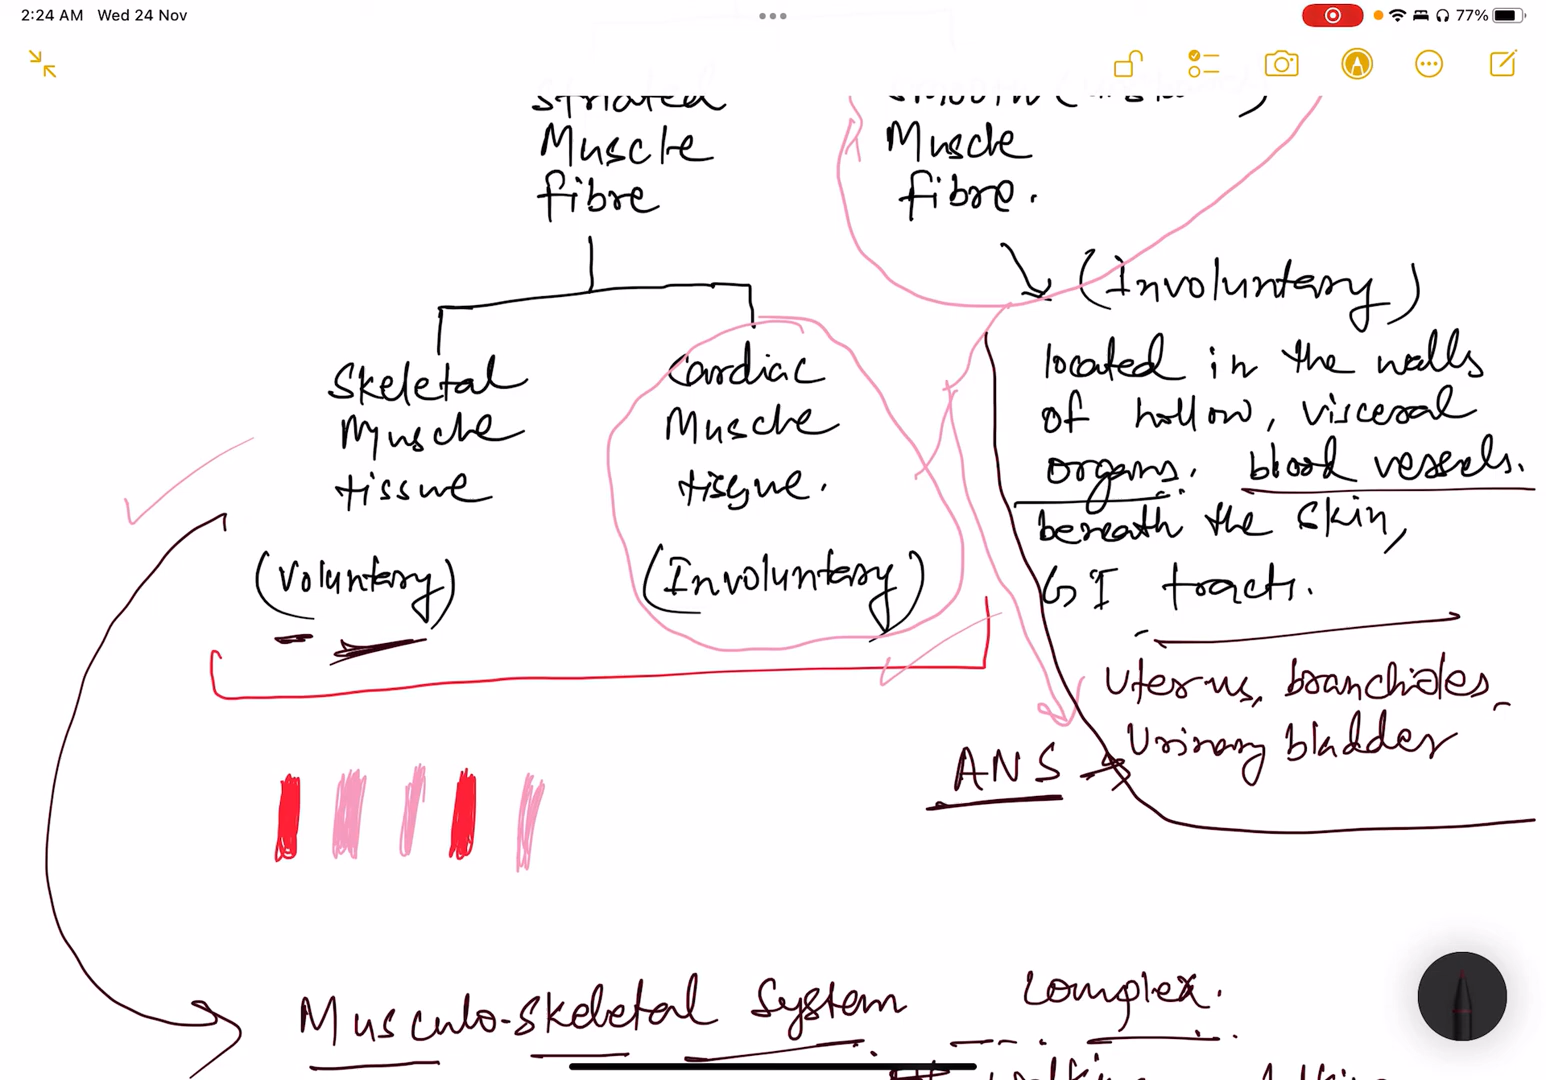 2:24 AM Wed 24 Nov
77%
striated
Muscle
fibre
Muscle
fibre.
(Involuntary)
located in the walls
of hollow, visceral
organs. blood vessels.
beneath the skin,
GI tracts.
Uterus, branchioles,
Urinary bladder
Skeletal
Muscle
tissue
(Voluntary)
Cardiac
Muscle
tissue.
(Involuntary)
ANS
Musculo-skeletal System complex.